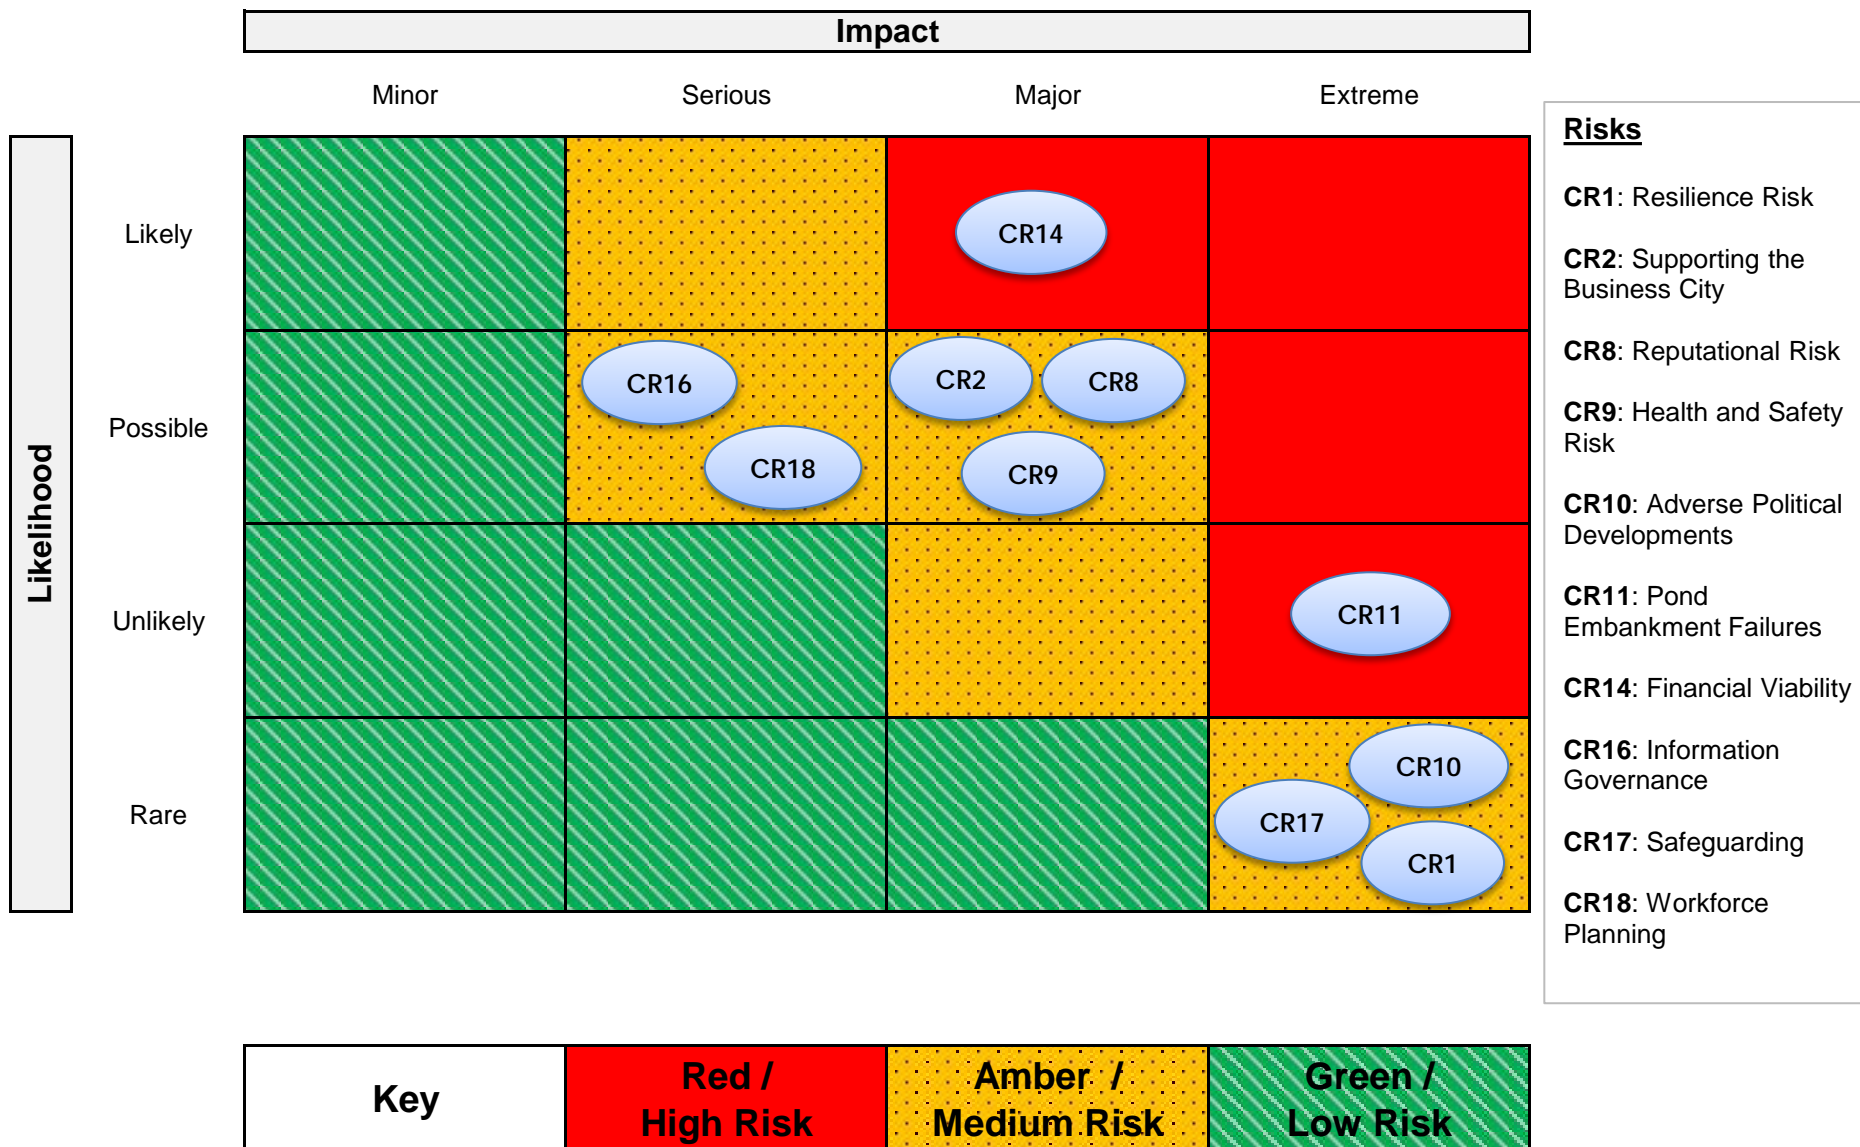 Impact
Minor
Serious
Major
Extreme
Likelihood
Likely
Possible
Unlikely
Rare
CR14
CR16
CR18
CR2
CR8
CR9
CR11
CR10
CR17
CR1
Risks
CR1: Resilience Risk
CR2: Supporting the
Business City
CR8: Reputational Risk
CR9: Health and Safety
Risk
CR10: Adverse Political
Developments
CR11: Pond
Embankment Failures
CR14: Financial Viability
CR16: Information
Governance
CR17: Safeguarding
CR18: Workforce
Planning
Key
Red /
High Risk
Amber /
Medium Risk
Green /
Low Risk